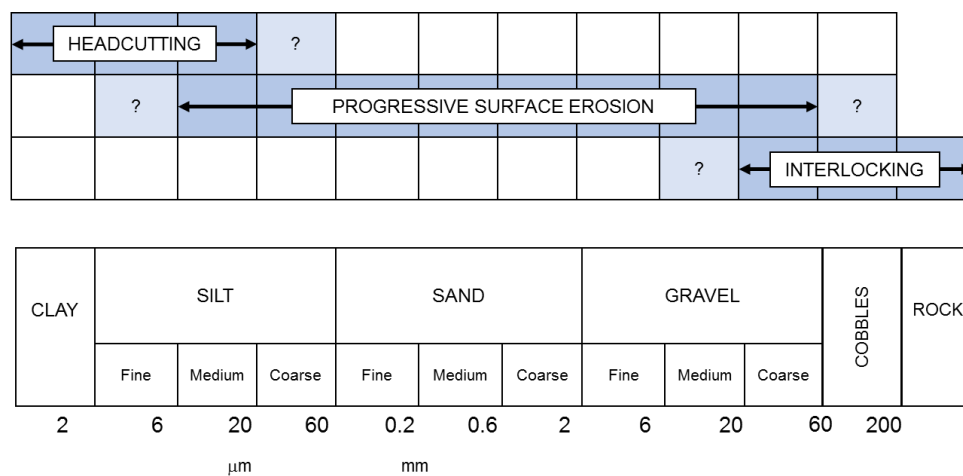 HEADCUTTING ?
? PROGRESSIVE SURFACE EROSION ?
? INTERLOCKING
CLAY SILT SAND GRAVEL COBBLES ROCK
Fine Medium Coarse Fine Medium Coarse Fine Medium Coarse
2 6 20 60 0.2 0.6 2 6 20 60 200
μm mm